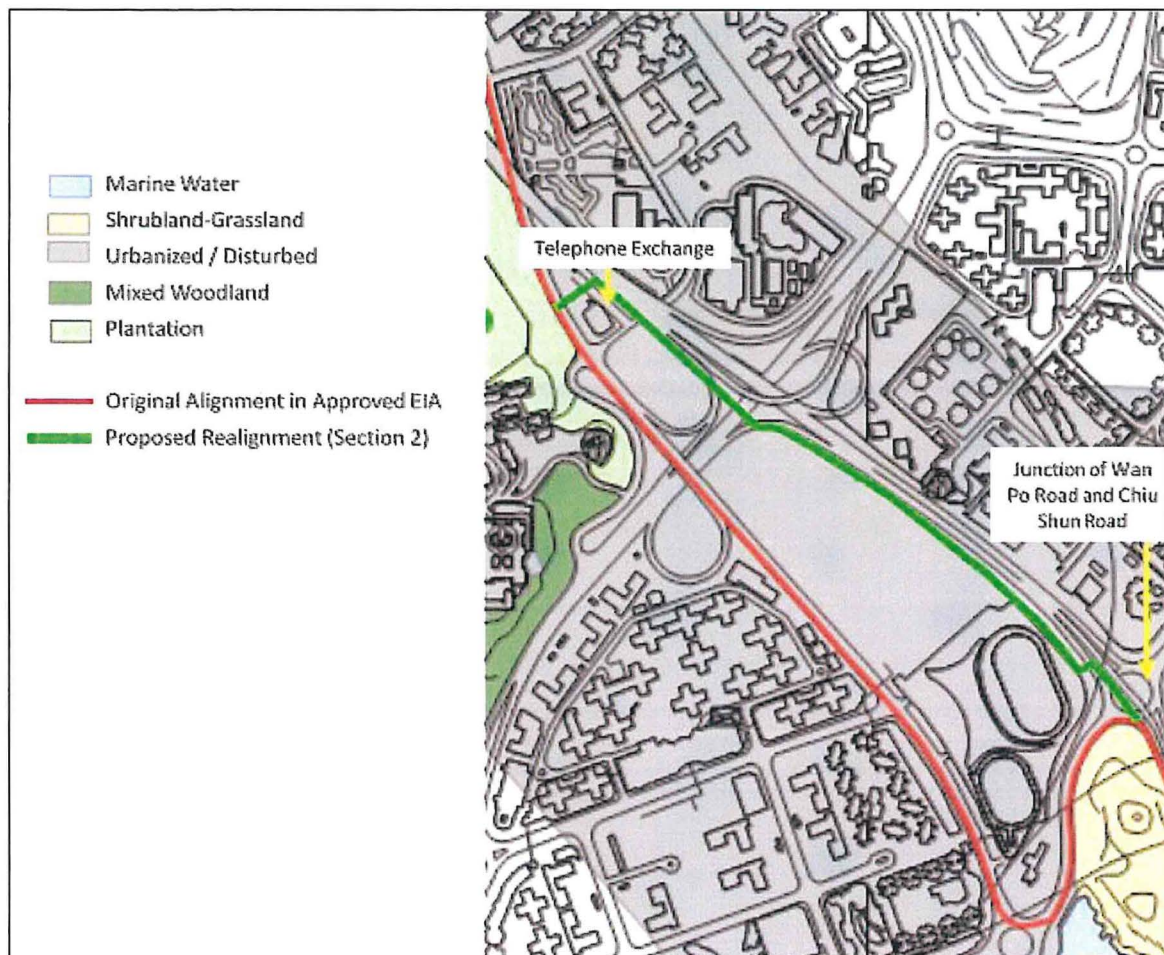 Marine Water
Shrubland-Grassland
Urbanized / Disturbed
Mixed Woodland
Plantation
Original Alignment in Approved EIA
Proposed Realignment (Section 2)
Telephone Exchange
Junction of Wan
Po Road and Chiu
Shun Road